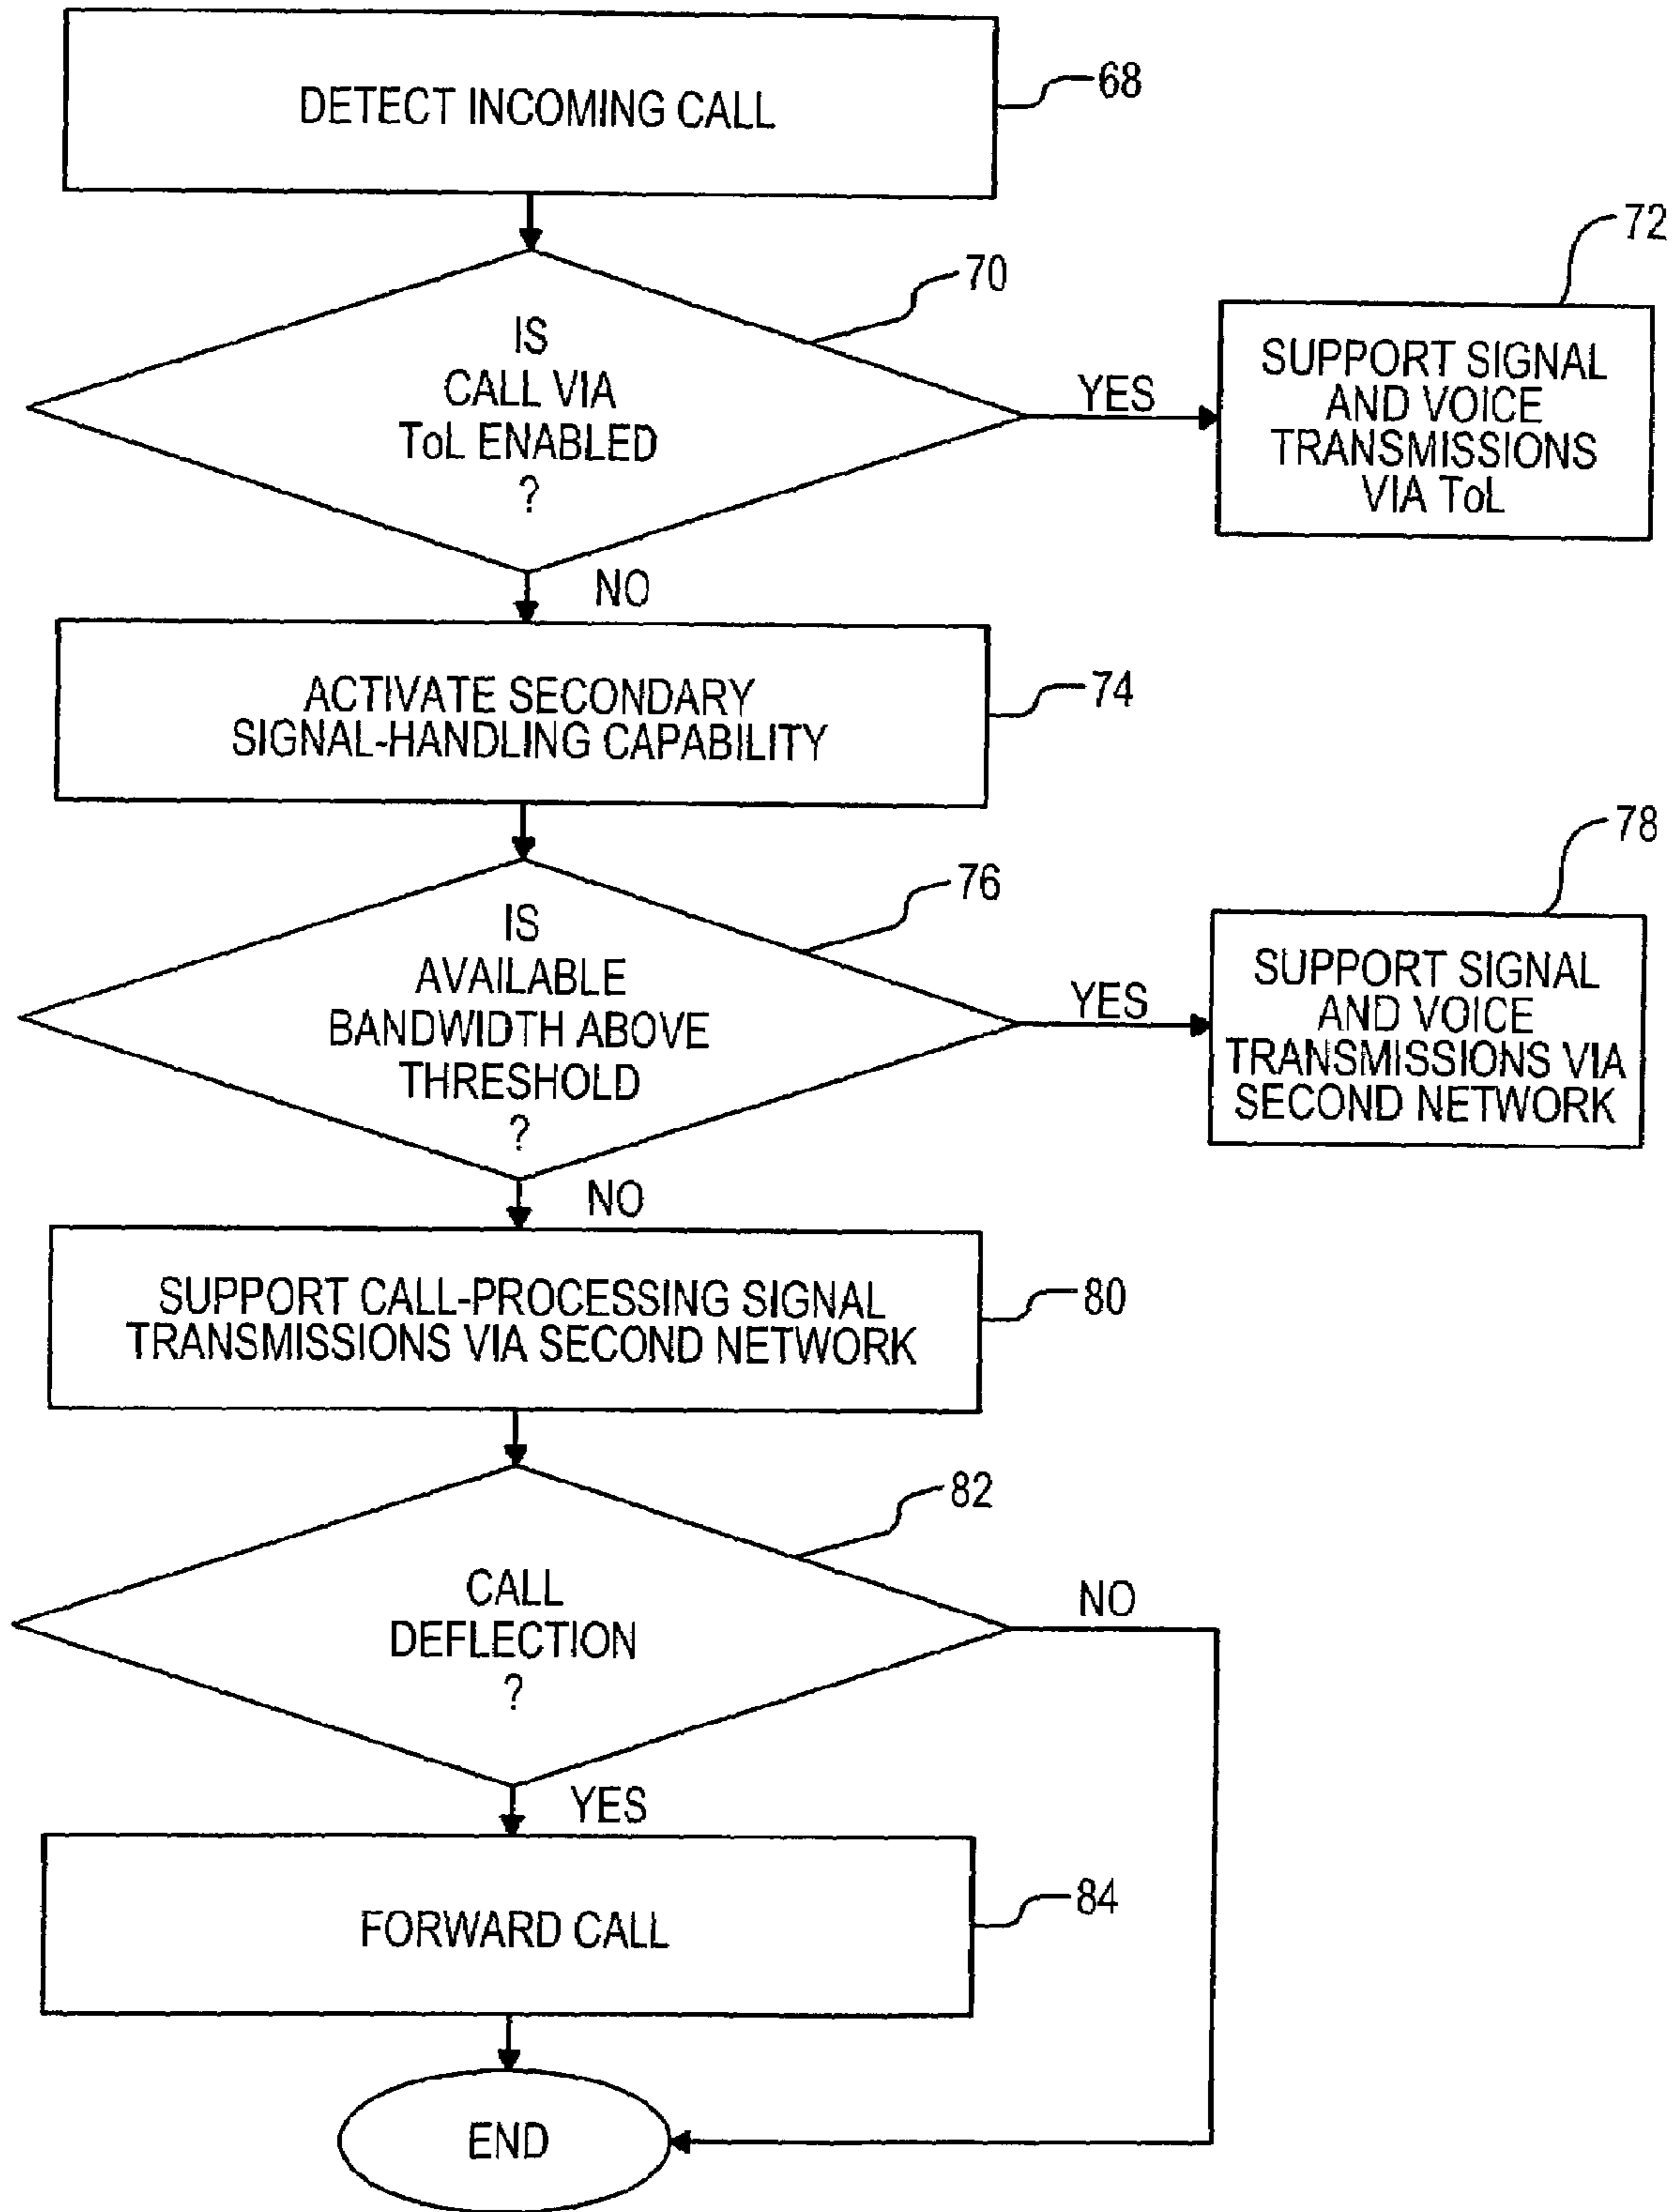 DETECT INCOMING CALL
68
70
IS
CALL VIA
ToL ENABLED
?
YES
72
SUPPORT SIGNAL
AND VOICE
TRANSMISSIONS
VIA ToL
NO
ACTIVATE SECONDARY
SIGNAL-HANDLING CAPABILITY
74
76
IS
AVAILABLE
BANDWIDTH ABOVE
THRESHOLD
?
YES
78
SUPPORT SIGNAL
AND VOICE
TRANSMISSIONS VIA
SECOND NETWORK
NO
SUPPORT CALL-PROCESSING SIGNAL
TRANSMISSIONS VIA SECOND NETWORK
80
82
CALL
DEFLECTION
?
NO
YES
FORWARD CALL
84
END